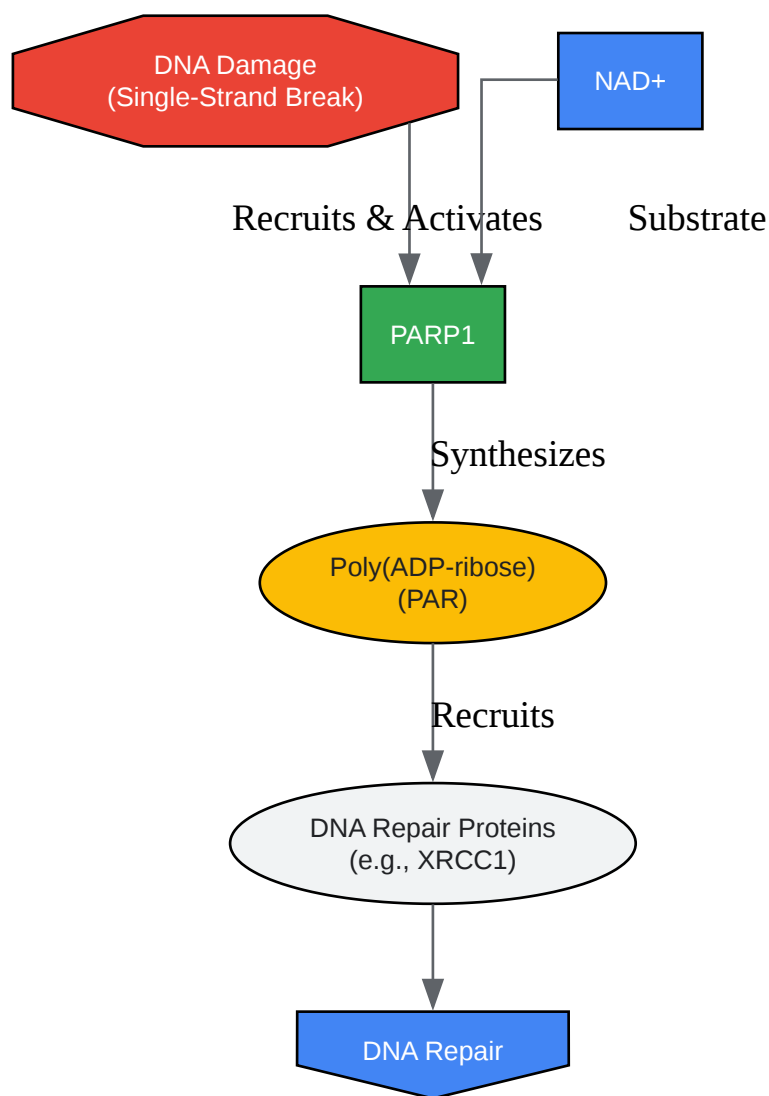 DNA Damage
(Single-Strand Break)
NAD+
Recruits & Activates
Substrate
PARP1
Synthesizes
Poly(ADP-ribose)
(PAR)
Recruits
DNA Repair Proteins
(e.g., XRCC1)
DNA Repair